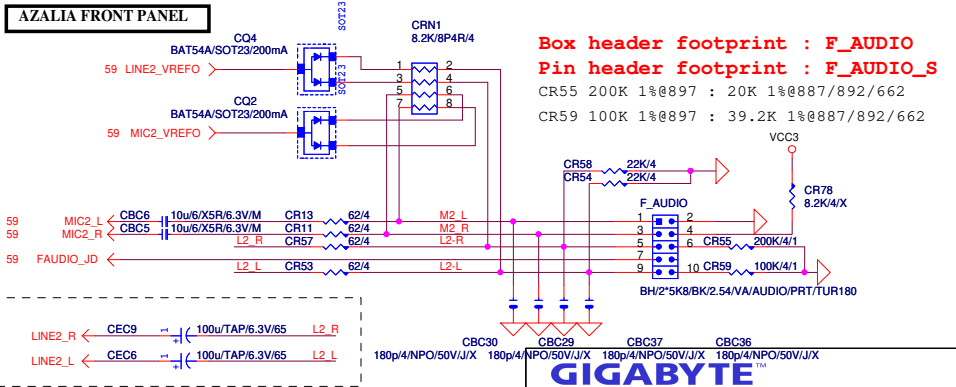 AZALIA FRONT PANEL
SOT23
CQ4
BAT54A/SOT23/200mA
CRN1
8.2K/8P4R/4
Box header footprint : F_AUDIO
Pin header footprint : F_AUDIO_S
CR55 200K 1%@897 : 20K 1%@887/892/662
CR59 100K 1%@897 : 39.2K 1%@887/892/662
59 LINE2_VREFO
SOT23
1 2
3 4
5 6
7 8
CQ2
BAT54A/SOT23/200mA
59 MIC2_VREFO
VCC3
CR58 22K/4
CR54 22K/4
CR78
8.2K/4/X
F_AUDIO
59 MIC2_L CBC6 10u/6/X5R/6.3V/M CR13 62/4 M2_L 1 2
59 MIC2_R CBC5 10u/6/X5R/6.3V/M CR11 62/4 M2_R 3 4
L2_R CR57 62/4 L2-R 5 6 CR55 200K/4/1
59 FAUDIO_JD 7
L2_L CR53 62/4 L2-L 9 10 CR59 100K/4/1
BH/2*5K8/BK/2.54/VA/AUDIO/PRT/TUR180
LINE2_R CEC9 1 + 100u/TAP/6.3V/65 L2_R
LINE2_L CEC6 1 + 100u/TAP/6.3V/65 L2_L
CBC30 CBC29 CBC37 CBC36
180p/4/NPO/50V/J/X 180p/4/NPO/50V/J/X 180p/4/NPO/50V/J/X 180p/4/NPO/50V/J/X
GIGABYTE™